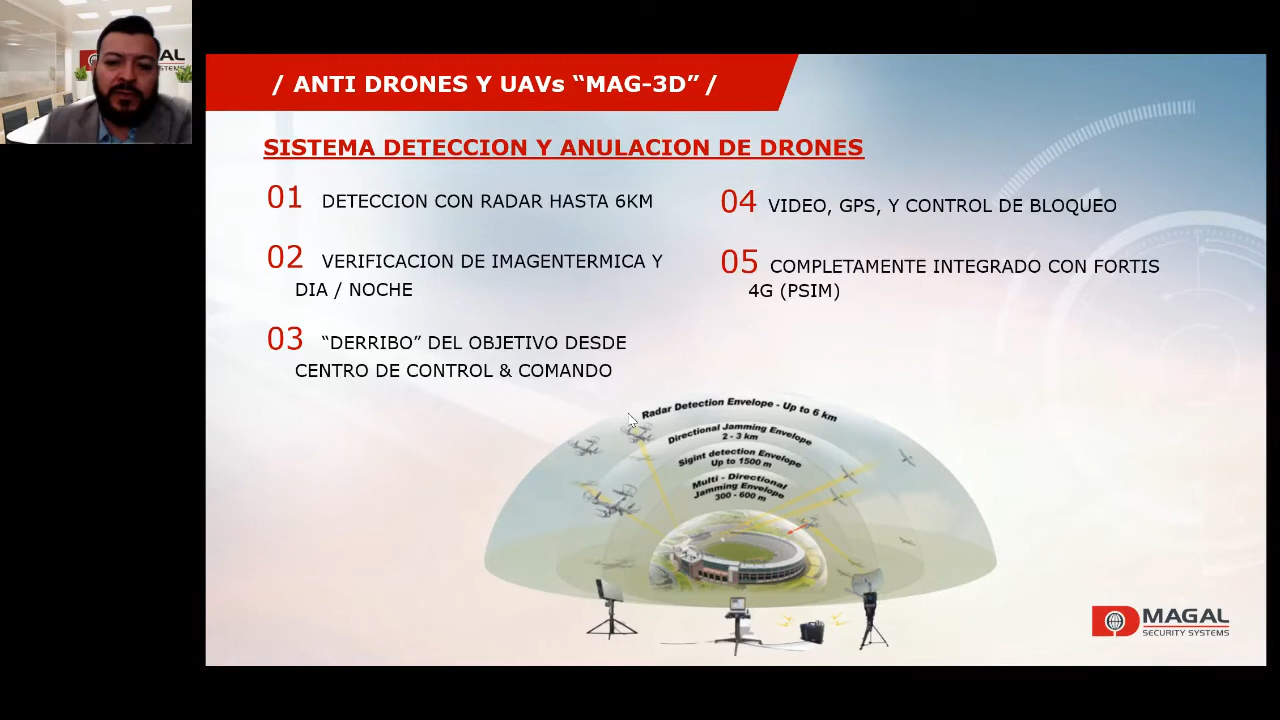 / ANTI DRONES Y UAVs “MAG-3D” /
SISTEMA DETECCION Y ANULACION DE DRONES
01 DETECCION CON RADAR HASTA 6KM
02 VERIFICACION DE IMAGENTERMICA Y
DIA / NOCHE
03 “DERRIBO” DEL OBJETIVO DESDE
CENTRO DE CONTROL & COMANDO
04 VIDEO, GPS, Y CONTROL DE BLOQUEO
05 COMPLETAMENTE INTEGRADO CON FORTIS
4G (PSIM)
Radar Detection Envelope - Up to 6 km
Directional Jamming Envelope
2 - 3 km
Sigint detection Envelope
Up to 1500 m
Multi - Directional
Jamming Envelope
300 - 600 m
MAGAL
SECURITY SYSTEMS